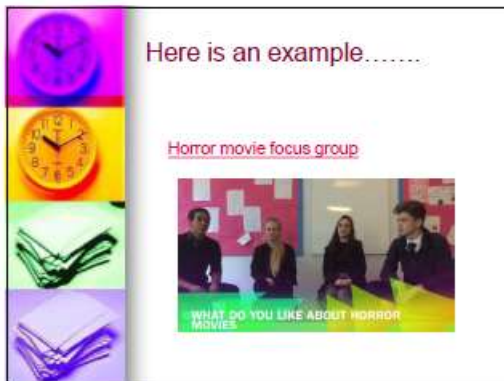 Here is an example…….
Horror movie focus group
WHAT DO YOU LIKE ABOUT HORROR
MOVIES